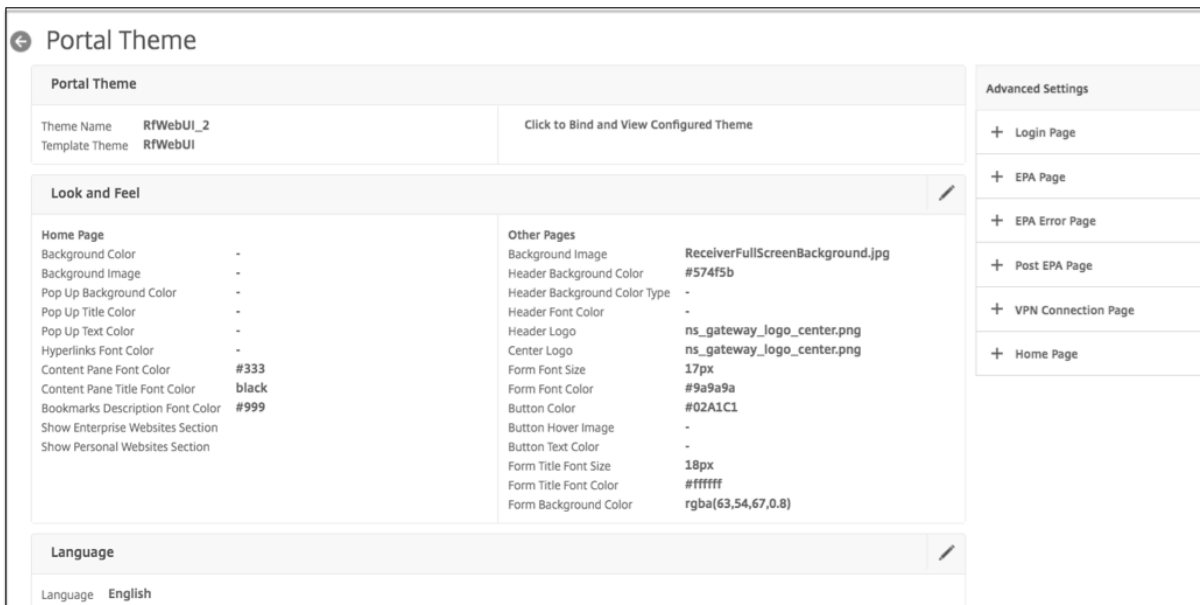 Portal Theme
Portal Theme
Theme Name RfWebUI_2
Template Theme RfWebUI
Click to Bind and View Configured Theme
Look and Feel
Home Page
Background Color -
Background Image -
Pop Up Background Color -
Pop Up Title Color -
Pop Up Text Color -
Hyperlinks Font Color -
Content Pane Font Color #333
Content Pane Title Font Color black
Bookmarks Description Font Color #999
Show Enterprise Websites Section
Show Personal Websites Section
Other Pages
Background Image ReceiverFullScreenBackground.jpg
Header Background Color #574f5b
Header Background Color Type -
Header Font Color -
Header Logo ns_gateway_logo_center.png
Center Logo ns_gateway_logo_center.png
Form Font Size 17px
Form Font Color #9a9a9a
Button Color #02A1C1
Button Hover Image -
Button Text Color -
Form Title Font Size 18px
Form Title Font Color #ffffff
Form Background Color rgba(63,54,67,0.8)
Language
Language English
Advanced Settings
+ Login Page
+ EPA Page
+ EPA Error Page
+ Post EPA Page
+ VPN Connection Page
+ Home Page